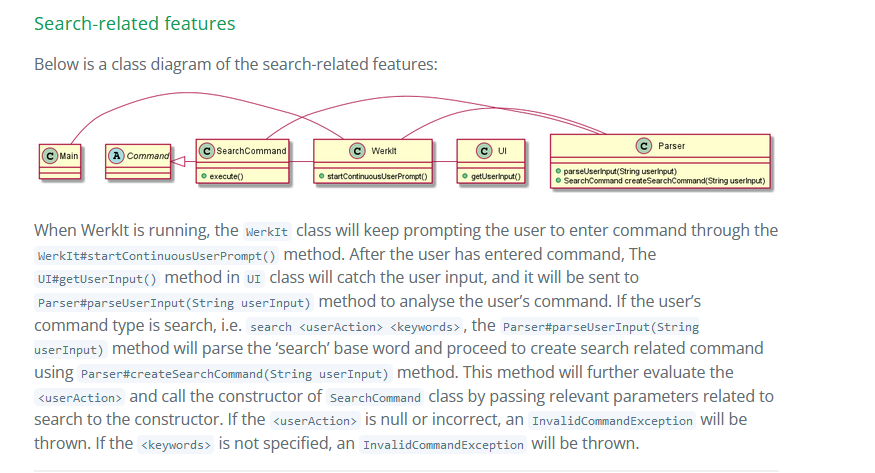 Search-related features
Below is a class diagram of the search-related features:
C Main
A Command
C SearchCommand
execute()
C WerkIt
startContinuousUserPrompt()
C UI
getUserInput()
C Parser
parseUserInput(String userInput)
SearchCommand createSearchCommand(String userInput)
When WerkIt is running, the WerkIt class will keep prompting the user to enter command through the
WerkIt#startContinuousUserPrompt() method. After the user has entered command, The
UI#getUserInput() method in UI class will catch the user input, and it will be sent to
Parser#parseUserInput(String userInput) method to analyse the user’s command. If the user’s
command type is search, i.e. search <userAction> <keywords>, the Parser#parseUserInput(String
userInput) method will parse the ‘search’ base word and proceed to create search related command
using Parser#createSearchCommand(String userInput) method. This method will further evaluate the
<userAction> and call the constructor of SearchCommand class by passing relevant parameters related to
search to the constructor. If the <userAction> is null or incorrect, an InvalidCommandException will be
thrown. If the <keywords> is not specified, an InvalidCommandException will be thrown.